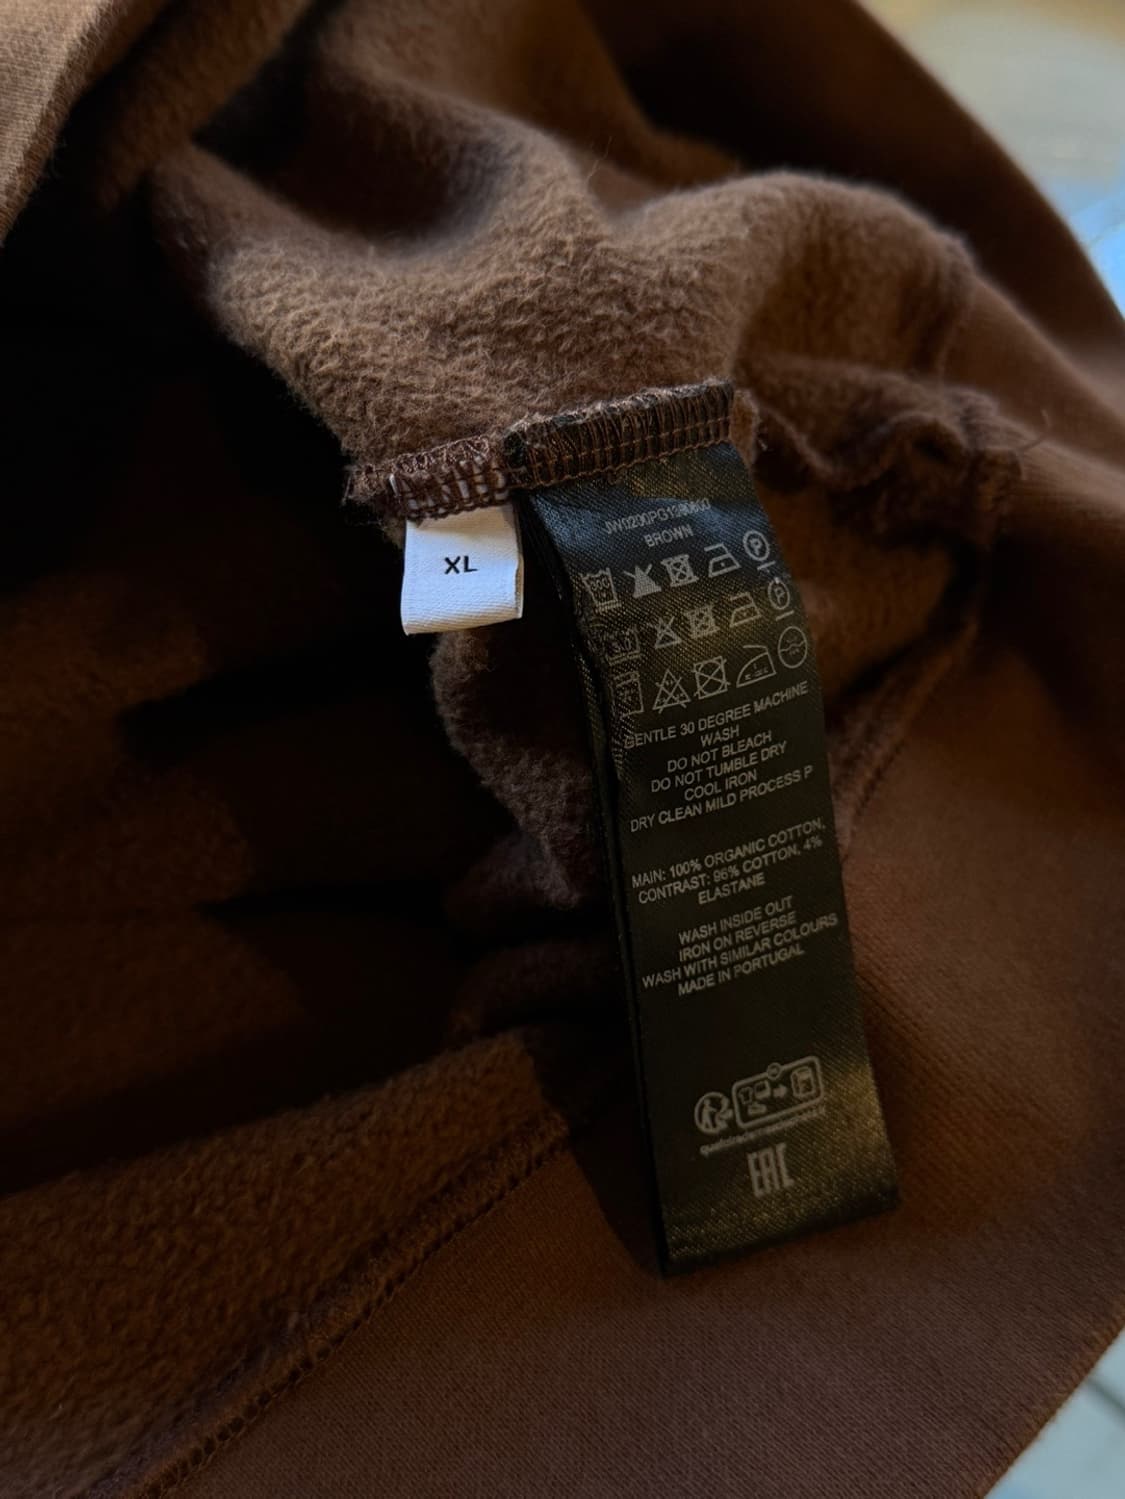 XL
BROWN
GENTLE 30 DEGREE MACHINE
WASH
DO NOT BLEACH
DO NOT TUMBLE DRY
COOL IRON
DRY CLEAN MILD PROCESS P
MAIN: 100% ORGANIC COTTON,
CONTRAST: 96% COTTON, 4%
ELASTANE
WASH INSIDE OUT
IRON ON REVERSE
WASH WITH SIMILAR COLOURS
MADE IN PORTUGAL
EAC